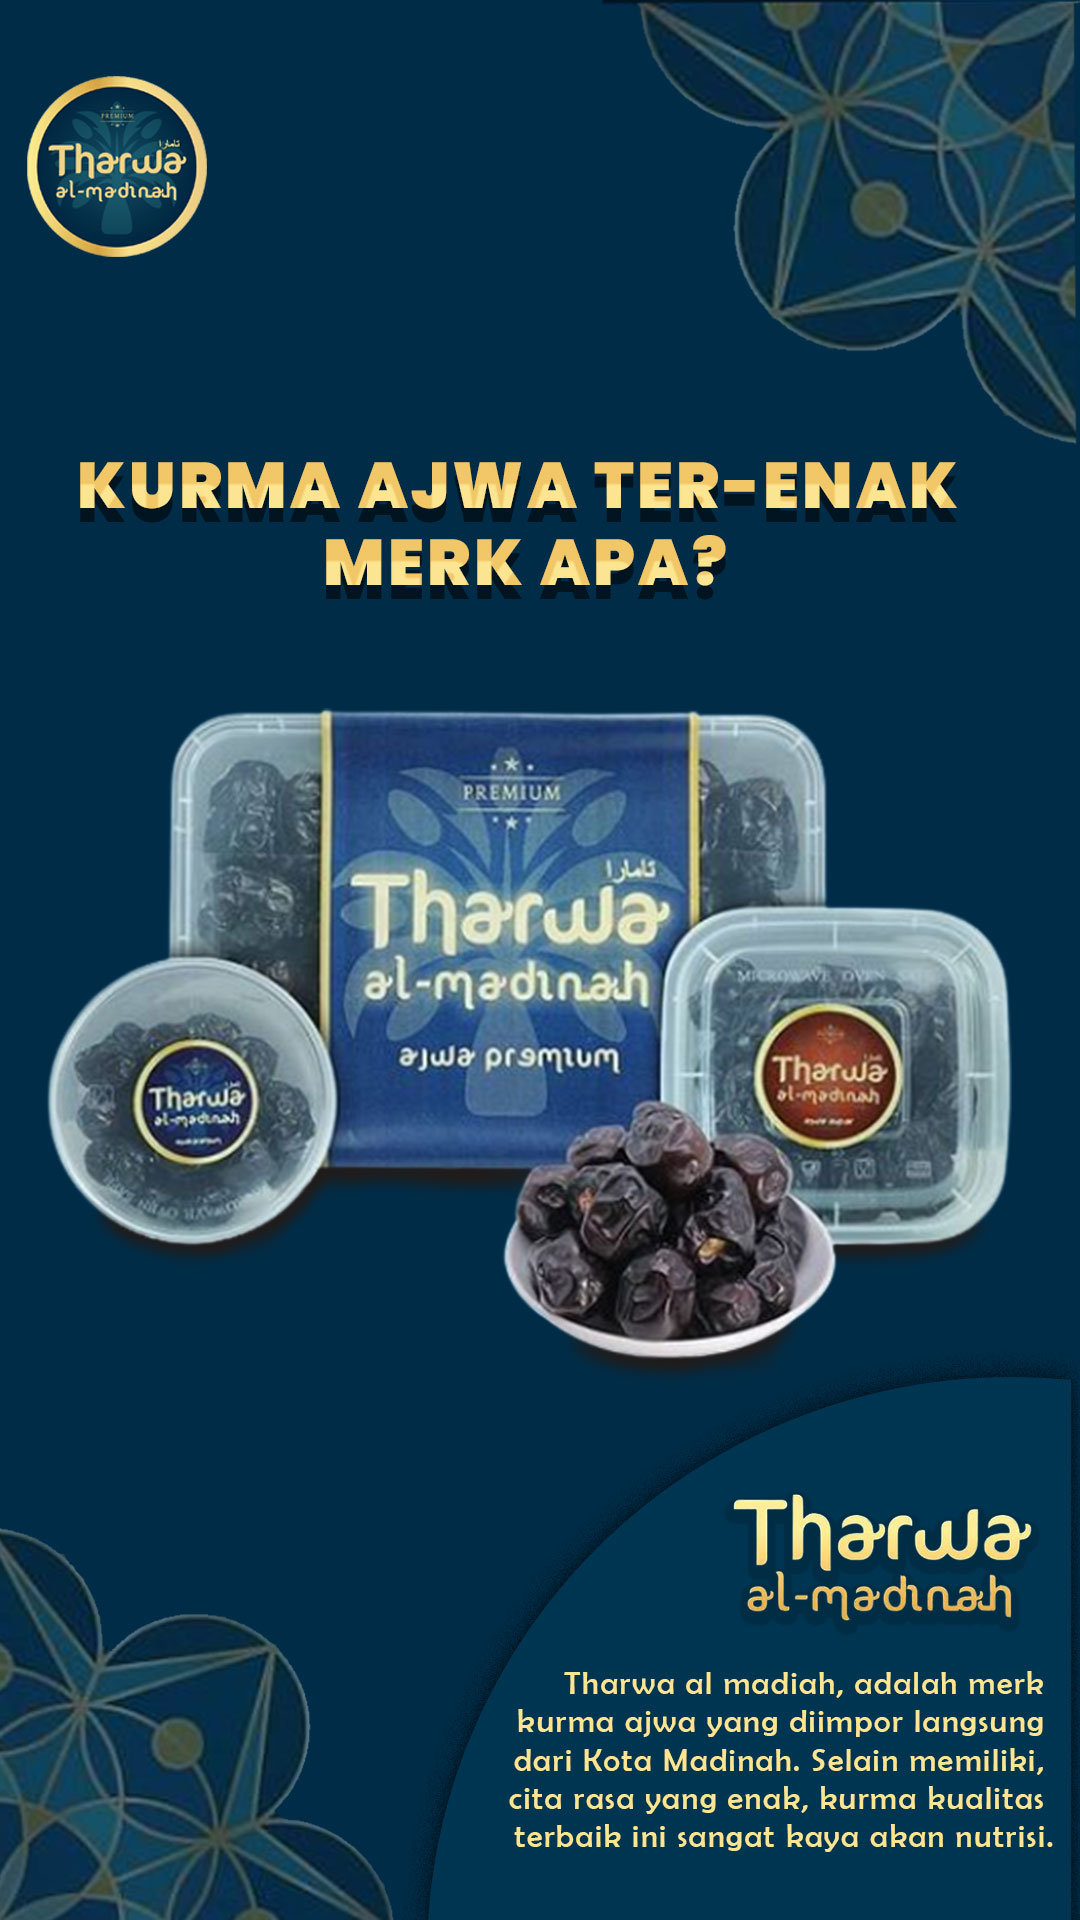 PREMIUM
تامارا
Tharwa
al-madinah
KURMA AJWA TER-ENAK
MERK APA?
PREMIUM
تامارا
Tharwa
al-madinah
ajwa premium
MICROWAVE OVEN
Tharwa
al-madinah
Tharwa
al-madinah
Tharwa
al-madinah
Tharwa al madiah, adalah merk
kurma ajwa yang diimpor langsung
dari Kota Madinah. Selain memiliki,
cita rasa yang enak, kurma kualitas
terbaik ini sangat kaya akan nutrisi.